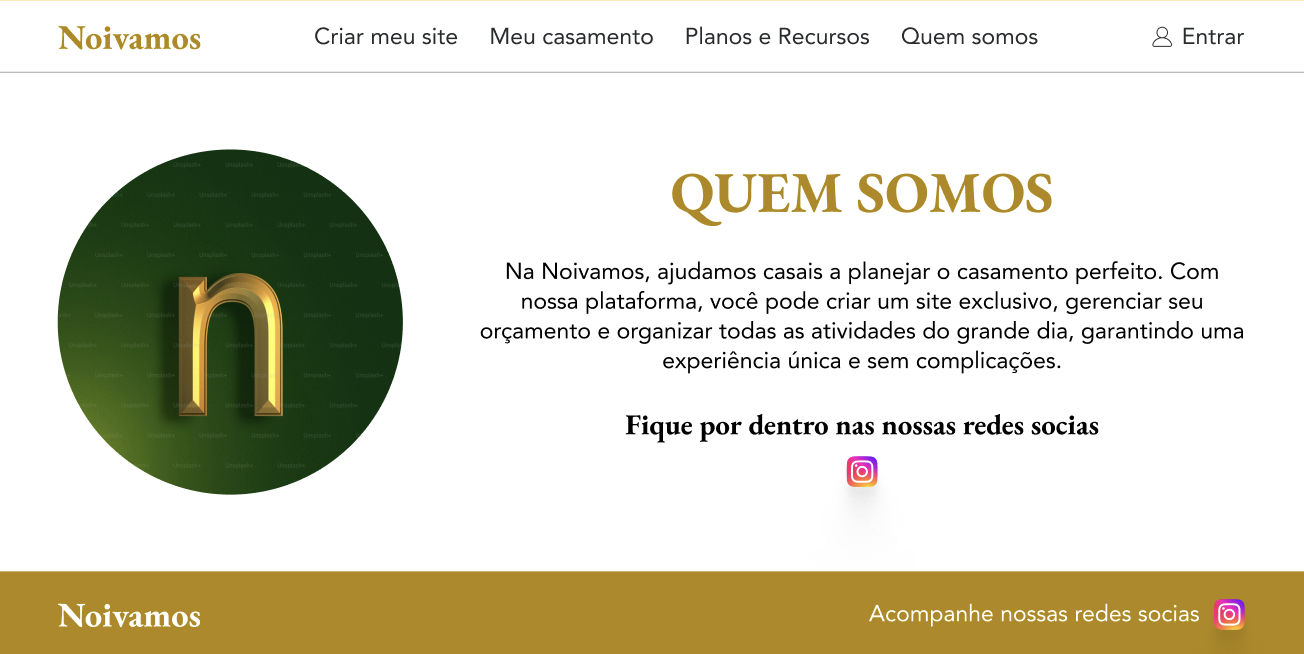 Noivamos
Criar meu site
Meu casamento
Planos e Recursos
Quem somos
Entrar
n
QUEM SOMOS
Na Noivamos, ajudamos casais a planejar o casamento perfeito. Com
nossa plataforma, você pode criar um site exclusivo, gerenciar seu
orçamento e organizar todas as atividades do grande dia, garantindo uma
experiência única e sem complicações.
Fique por dentro nas nossas redes socias
Noivamos
Acompanhe nossas redes socias